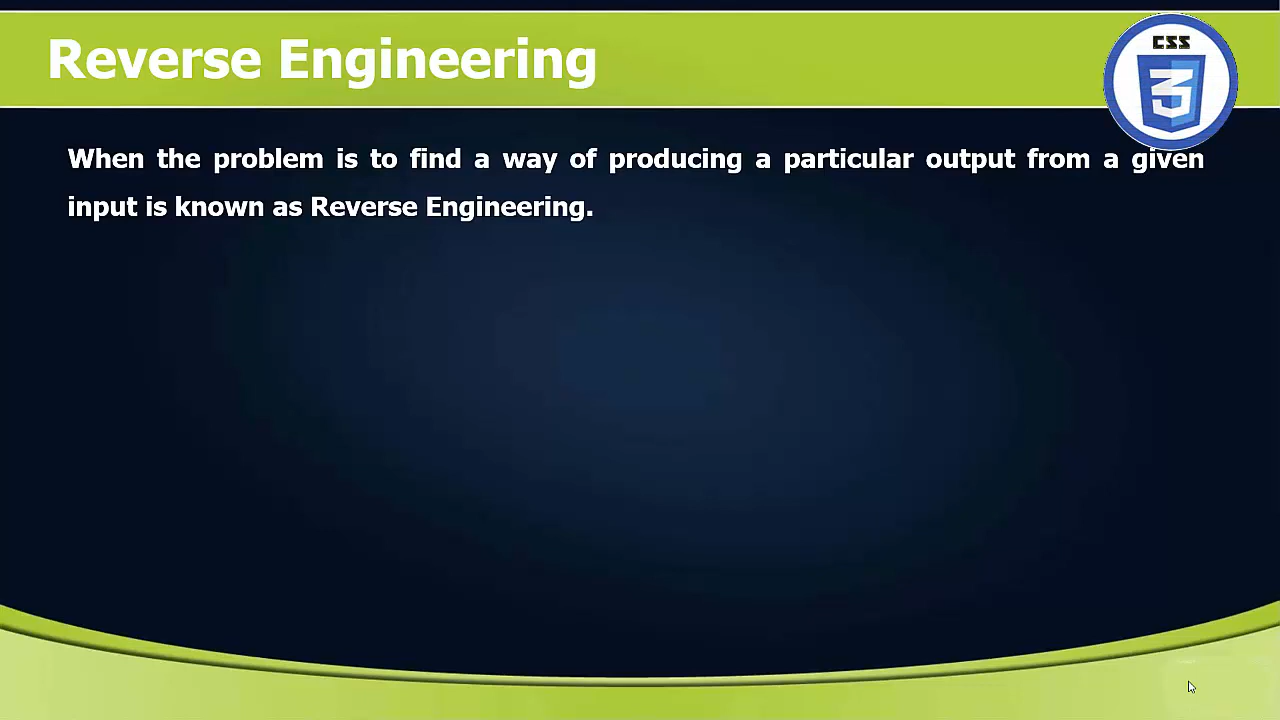 Reverse Engineering
CSS
3
When the problem is to find a way of producing a particular output from a given
input is known as Reverse Engineering.